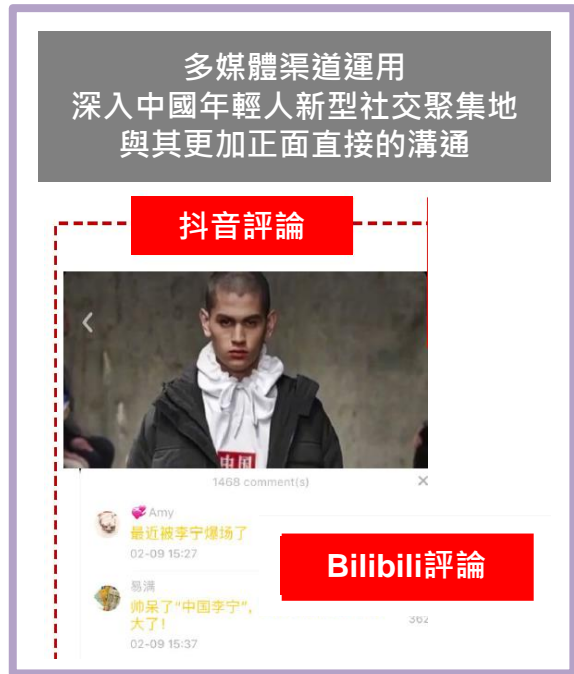 多媒體渠道運用
深入中國年輕人新型社交聚集地
與其更加正面直接的溝通
抖音評論
中国
1468 comment(s)
Amy
最近被李宁爆场了
02-09 15:27
Bilibili評論
易满
帅呆了“中国李宁”,
大了!
362
02-09 15:37